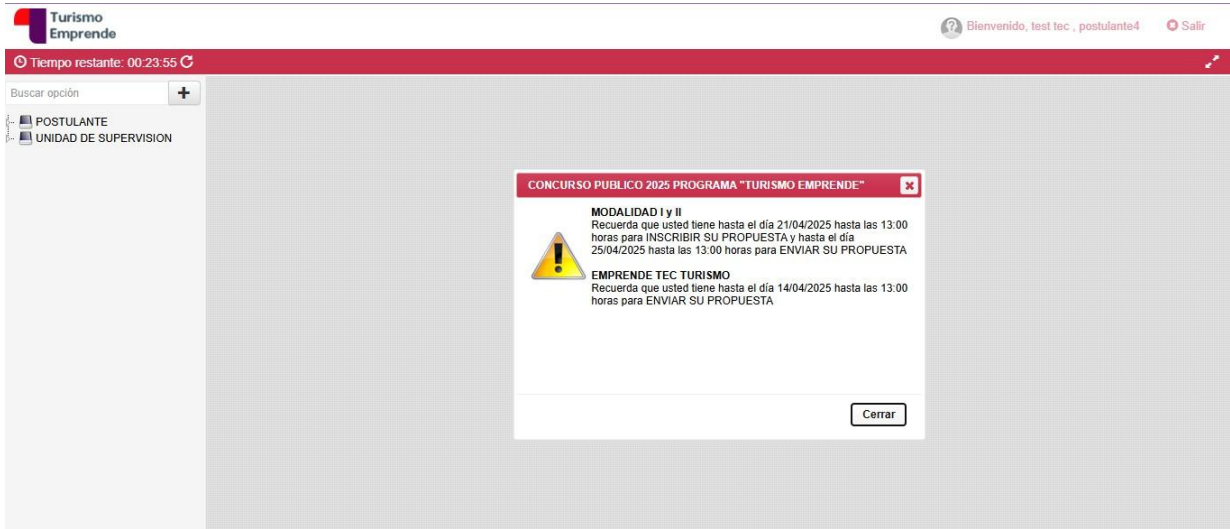 Turismo
Emprende
Bienvenido, test tec , postulante4
Salir
Tiempo restante: 00:23:55
Buscar opción
POSTULANTE
UNIDAD DE SUPERVISION
CONCURSO PUBLICO 2025 PROGRAMA "TURISMO EMPRENDE"
MODALIDAD I y II
Recuerda que usted tiene hasta el día 21/04/2025 hasta las 13:00
horas para INSCRIBIR SU PROPUESTA y hasta el día
25/04/2025 hasta las 13:00 horas para ENVIAR SU PROPUESTA
EMPRENDE TEC TURISMO
Recuerda que usted tiene hasta el día 14/04/2025 hasta las 13:00
horas para ENVIAR SU PROPUESTA
Cerrar